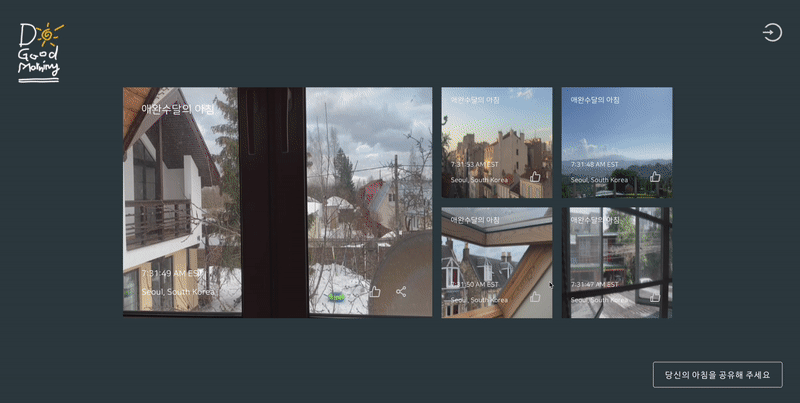 Do
Good
Morning
애완수달의 아침
7:31:49 AM EST
Seoul, South Korea
애완수달의 아침
7:31:53 AM EST
Seoul, South Korea
애완수달의 아침
7:31:48 AM EST
Seoul, South Korea
애완수달의 아침
7:31:50 AM EST
Seoul, South Korea
애완수달의 아침
7:31:47 AM EST
Seoul, South Korea
당신의 아침을 공유해 주세요